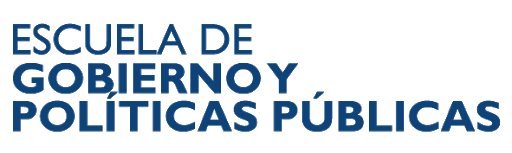 ESCUELA DE
GOBIERNO Y
POLÍTICAS PÚBLICAS